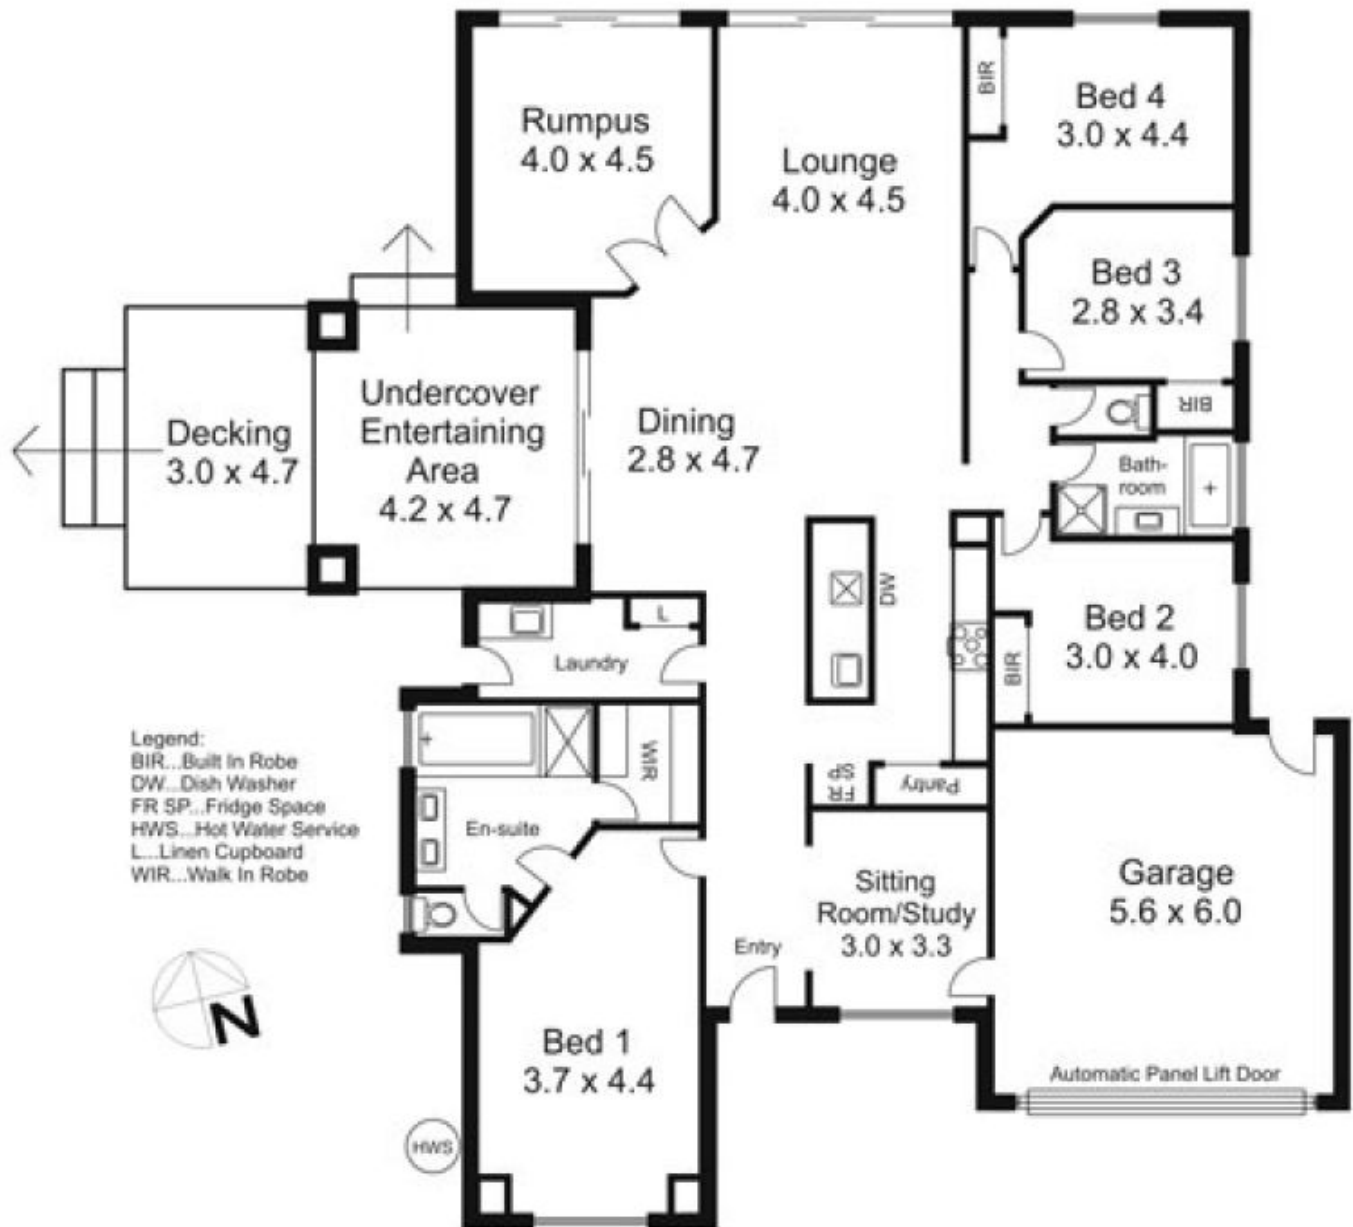 BIR
Bed 4
3.0 x 4.4
Rumpus
4.0 x 4.5
Lounge
4.0 x 4.5
Bed 3
2.8 x 3.4
BIR
Undercover
Entertaining
Area
4.2 x 4.7
Decking
3.0 x 4.7
Dining
2.8 x 4.7
Bath-
room
DW
L
Laundry
Bed 2
3.0 x 4.0
BIR
Legend:
BIR...Built In Robe
DW...Dish Washer
FR SP...Fridge Space
HWS...Hot Water Service
L...Linen Cupboard
WIR...Walk In Robe
WIR
FR
SP
Pantry
En-suite
Sitting
Room/Study
3.0 x 3.3
Garage
5.6 x 6.0
Entry
N
Bed 1
3.7 x 4.4
Automatic Panel Lift Door
HWS